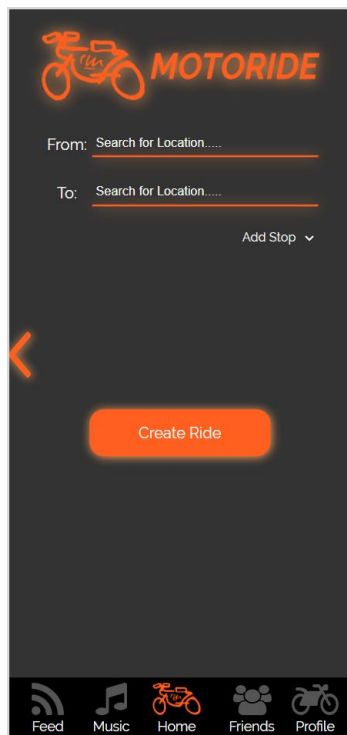 MOTORIDE
From: Search for Location.....
To: Search for Location.....
Add Stop
Create Ride
Feed Music Home Friends Profile